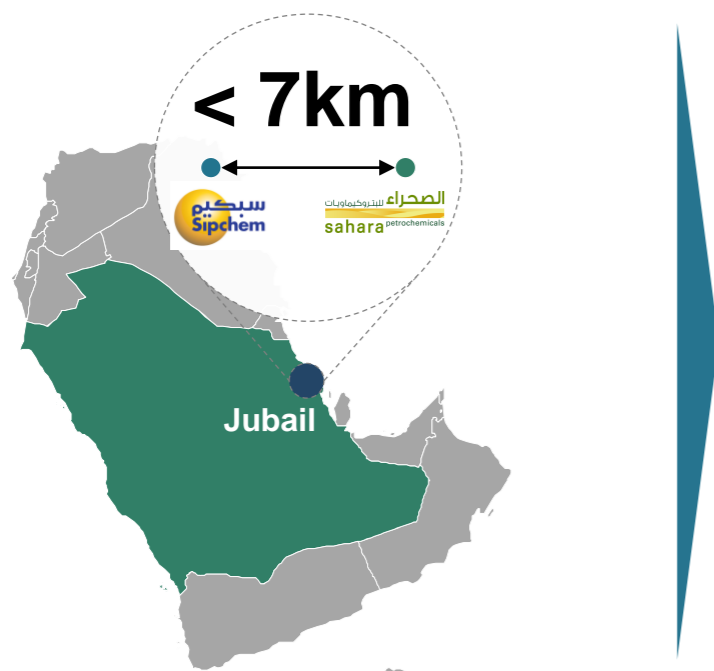 < 7km
سبكيم
Sipchem
الصحراء للبتروكيماويات
sahara petrochemicals
Jubail